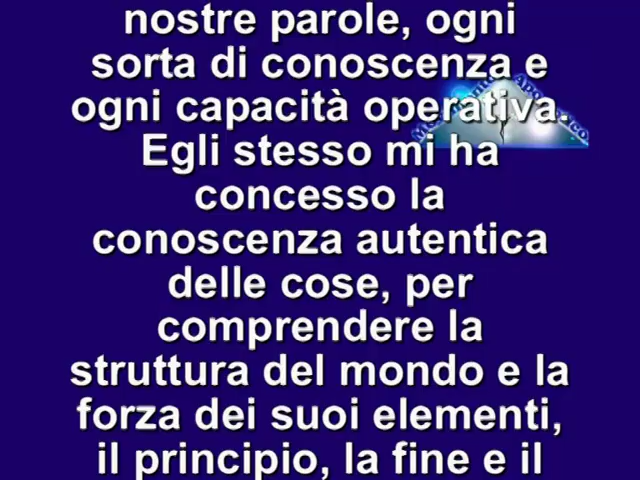 nostre parole, ogni
sorta di conoscenza e
ogni capacità operativa.
Egli stesso mi ha
concesso la
conoscenza autentica
delle cose, per
comprendere la
struttura del mondo e la
forza dei suoi elementi,
il principio, la fine e il